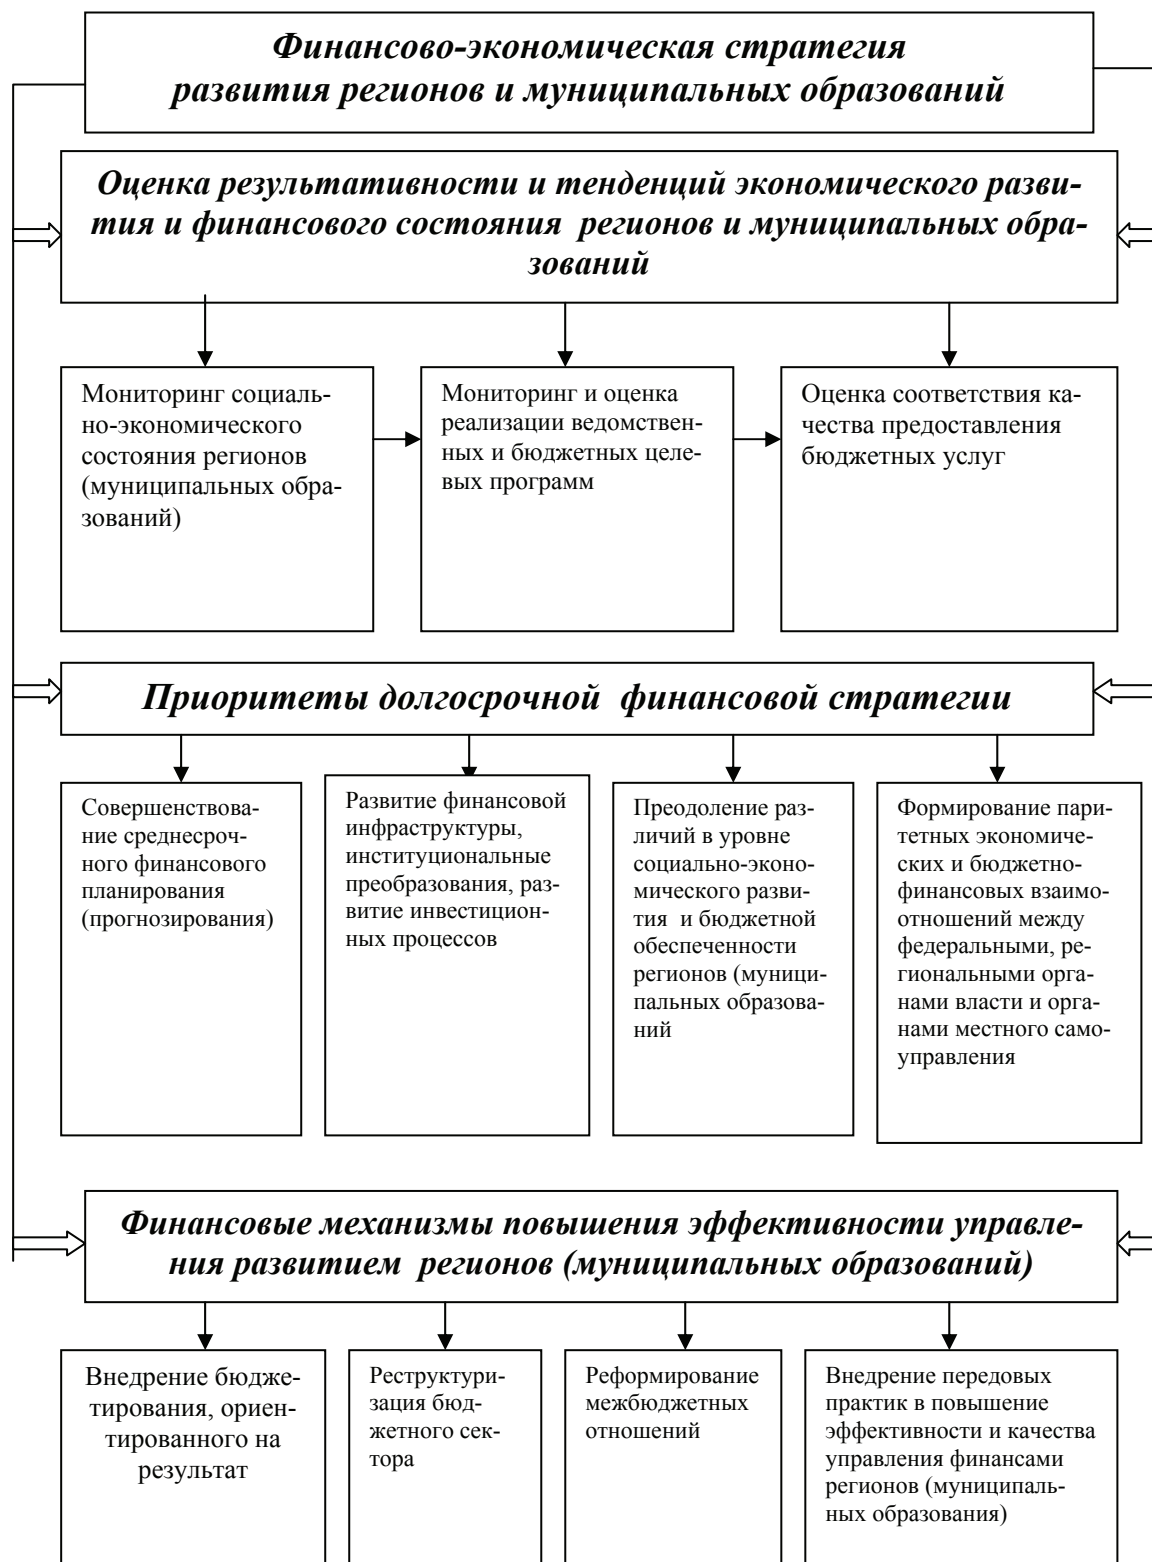 Финансово-экономическая стратегия
развития регионов и муниципальных образований
Оценка результативности и тенденций экономического разви-
тия и финансового состояния регионов и муниципальных обра-
зований
Мониторинг социаль-
но-экономического
состояния регионов
(муниципальных обра-
зований)
Мониторинг и оценка
реализации ведомствен-
ных и бюджетных целе-
вых программ
Оценка соответствия ка-
чества предоставления
бюджетных услуг
Приоритеты долгосрочной финансовой стратегии
Совершенствова-
ние среднесроч-
ного финансового
планирования
(прогнозирования)
Развитие финансовой
инфраструктуры,
институциональные
преобразования, раз-
витие инвестицион-
ных процессов
Преодоление раз-
личий в уровне
социально-эконо-
мического разви-
тия и бюджетной
обеспеченности
регионов (муници-
пальных образова-
ний
Формирование пари-
тетных экономиче-
ских и бюджетно-
финансовых взаимо-
отношений между
федеральными, ре-
гиональными орга-
нами власти и орга-
нами местного само-
управления
Финансовые механизмы повышения эффективности управле-
ния развитием регионов (муниципальных образований)
Внедрение бюдже-
тирования, ориен-
тированного на
результат
Реструктури-
зация бюд-
жетного сек-
тора
Реформирование
межбюджетных
отношений
Внедрение передовых
практик в повышение
эффективности и качества
управления финансами
регионов (муниципаль-
ных образования)